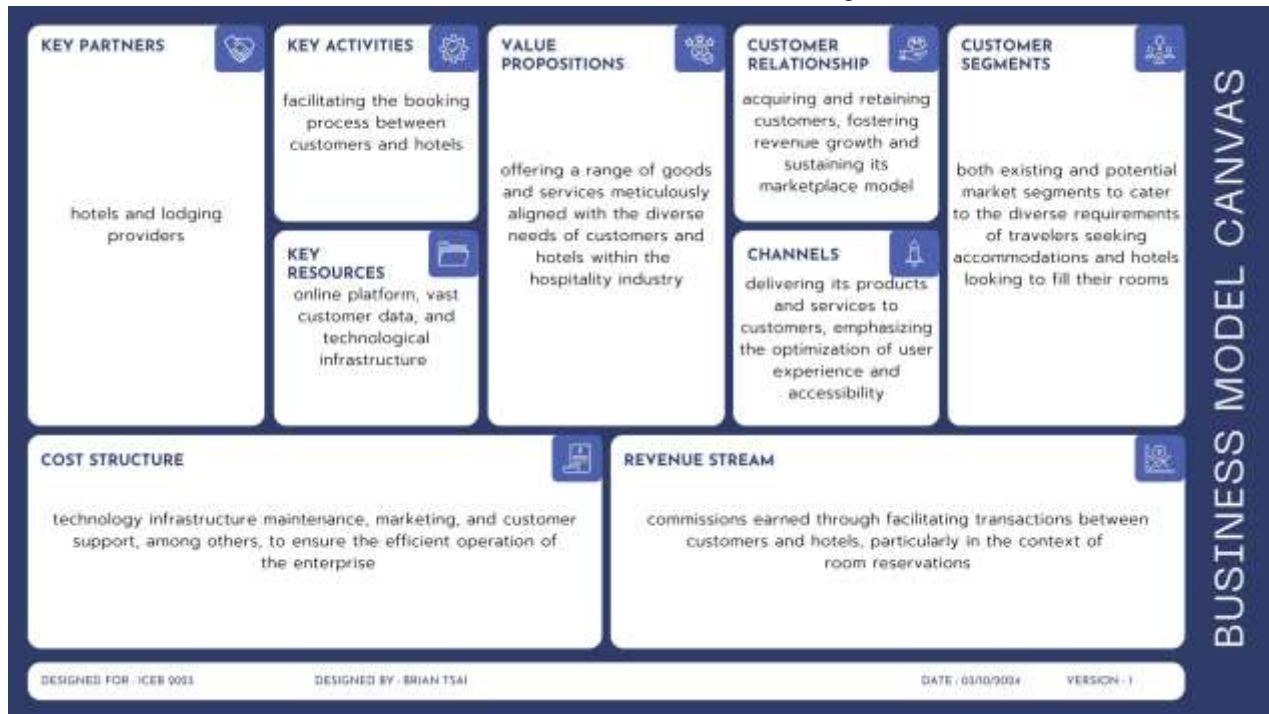 KEY PARTNERS
hotels and lodging
providers
KEY ACTIVITIES
facilitating the booking
process between
customers and hotels
KEY
RESOURCES
online platform, vast
customer data, and
technological
infrastructure
VALUE
PROPOSITIONS
offering a range of goods
and services meticulously
aligned with the diverse
needs of customers and
hotels within the
hospitality industry
CUSTOMER
RELATIONSHIP
acquiring and retaining
customers, fostering
revenue growth and
sustaining its
marketplace model
CHANNELS
delivering its products
and services to
customers, emphasizing
the optimization of user
experience and
accessibility
CUSTOMER
SEGMENTS
both existing and potential
market segments to cater
to the diverse requirements
of travelers seeking
accommodations and hotels
looking to fill their rooms
COST STRUCTURE
technology infrastructure maintenance, marketing, and customer
support, among others, to ensure the efficient operation of
the enterprise
REVENUE STREAM
commissions earned through facilitating transactions between
customers and hotels, particularly in the context of
room reservations
BUSINESS MODEL CANVAS
DESIGNED FOR : ICEB 2023
DESIGNED BY : BRIAN TSAI
DATE : 03/10/2024
VERSION : 1